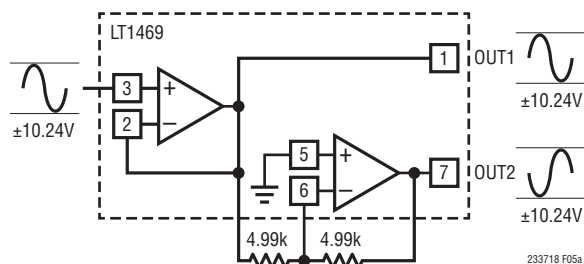 LT1469
3
+
2
−
±10.24V
1
OUT1
±10.24V
5
+
6
−
7
OUT2
±10.24V
4.99k
4.99k
233718 F05a